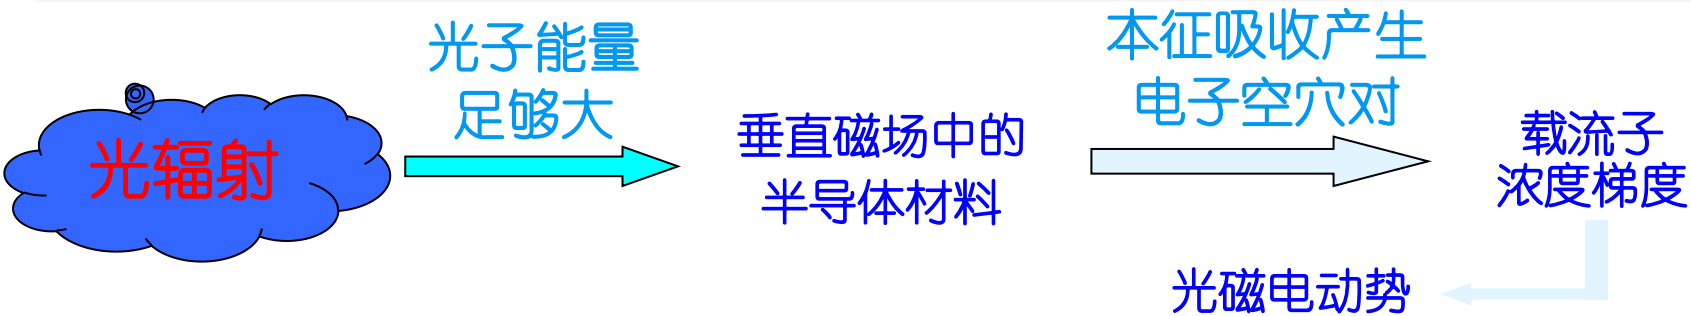 光辐射
光子能量
足够大
垂直磁场中的
半导体材料
本征吸收产生
电子空穴对
载流子
浓度梯度
光磁电动势